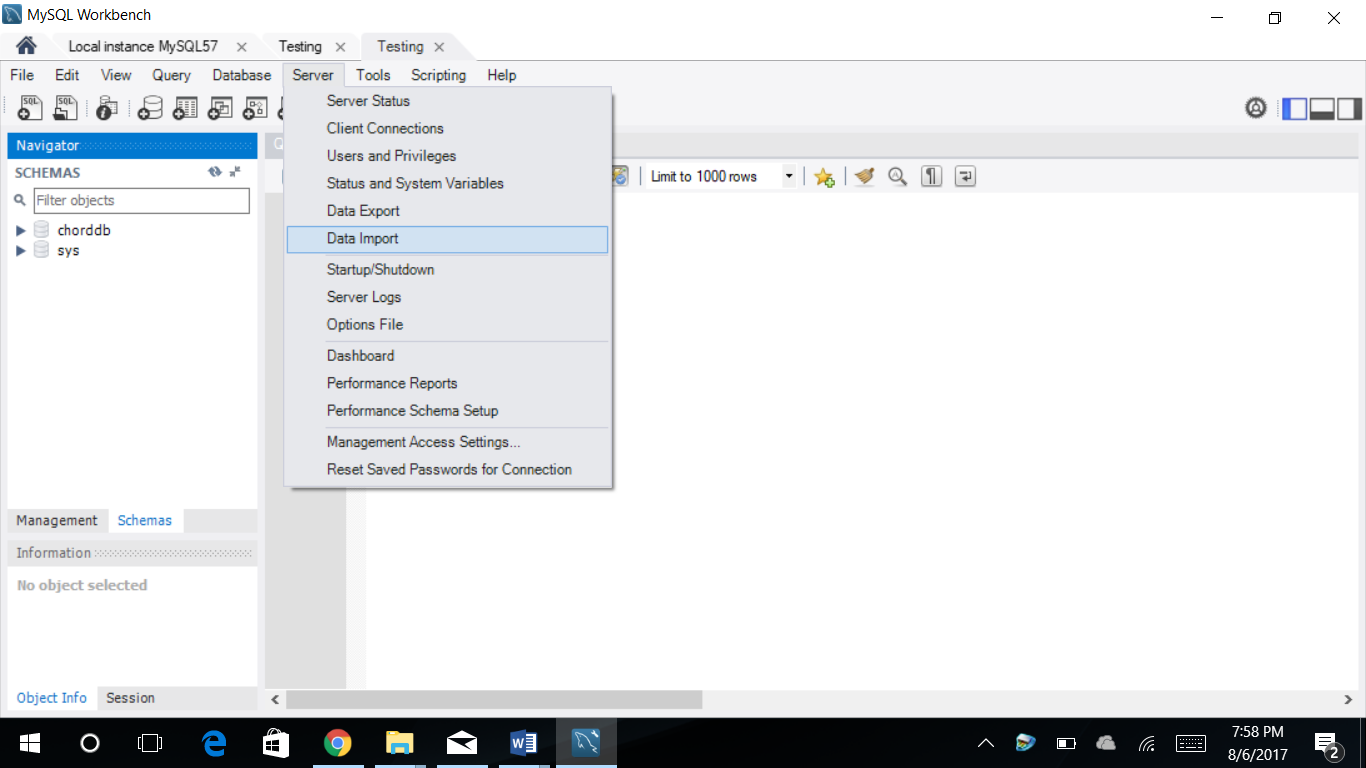 MySQL Workbench
Local instance MySQL57 Testing Testing
File Edit View Query Database Server Tools Scripting Help
SQL SQL
Server Status
Client Connections
Users and Privileges
Status and System Variables
Data Export
Data Import
Startup/Shutdown
Server Logs
Options File
Dashboard
Performance Reports
Performance Schema Setup
Management Access Settings...
Reset Saved Passwords for Connection
Navigator
SCHEMAS
Filter objects
chorddb
sys
Limit to 1000 rows
Management Schemas
Information
No object selected
Object Info Session
7:58 PM
8/6/2017
2